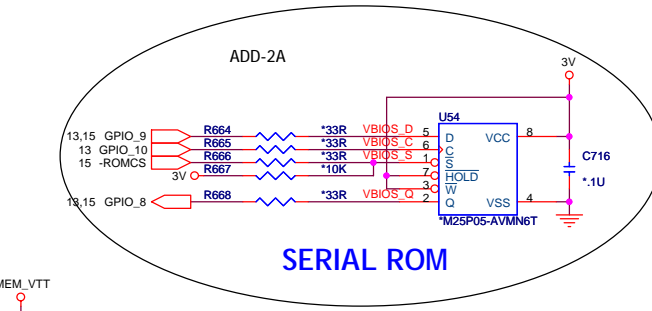 ADD-2A
3V
U54
13,15 GPIO_9 R664 *33R VBIOS_D 5 D VCC 8
13 GPIO_10 R665 *33R VBIOS_C 6 C
15 -ROMCS R666 *33R VBIOS_S 1 S
C716
3V R667 *10K 7 HOLD
*.1U
3 W
13,15 GPIO_8 R668 *33R VBIOS_Q 2 Q VSS 4
*M25P05-AVMN6T
SERIAL ROM
MEM_VTT